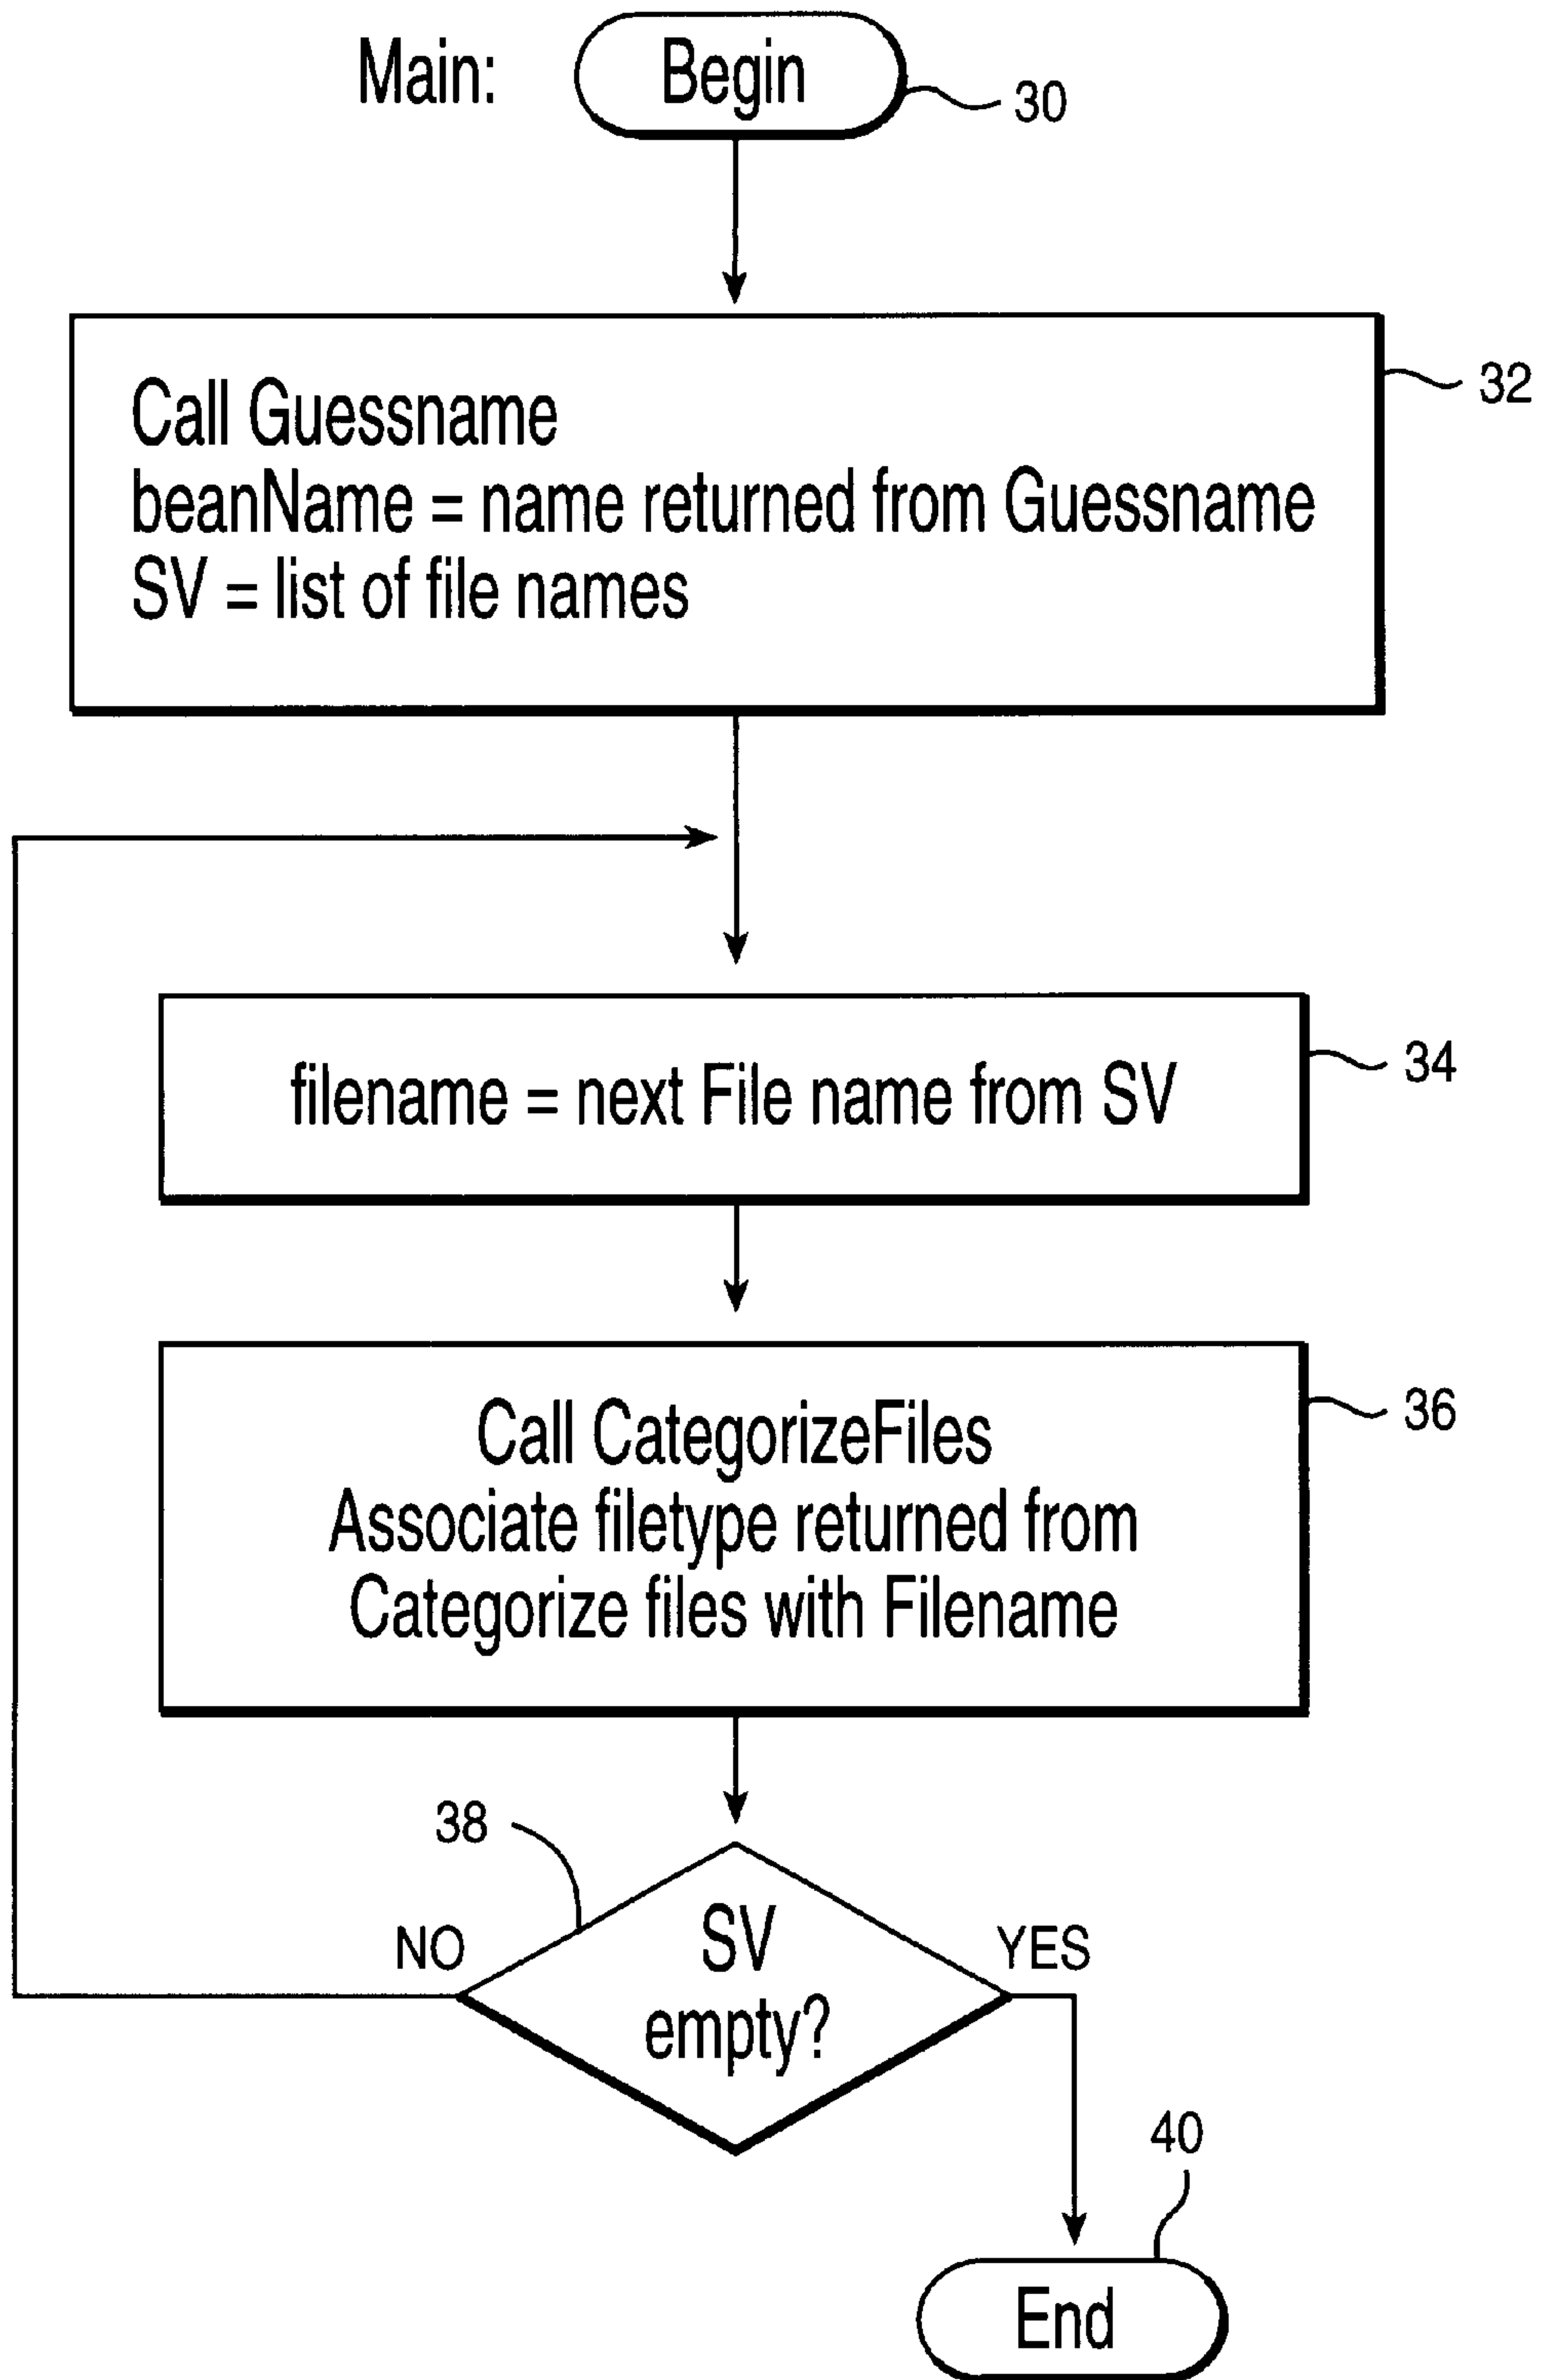 Main:
Begin
30
Call Guessname
beanName = name returned from Guessname
SV = list of file names
32
filename = next File name from SV
34
Call CategorizeFiles
Associate filetype returned from
Categorize files with Filename
36
38
NO
SV
empty?
YES
40
End